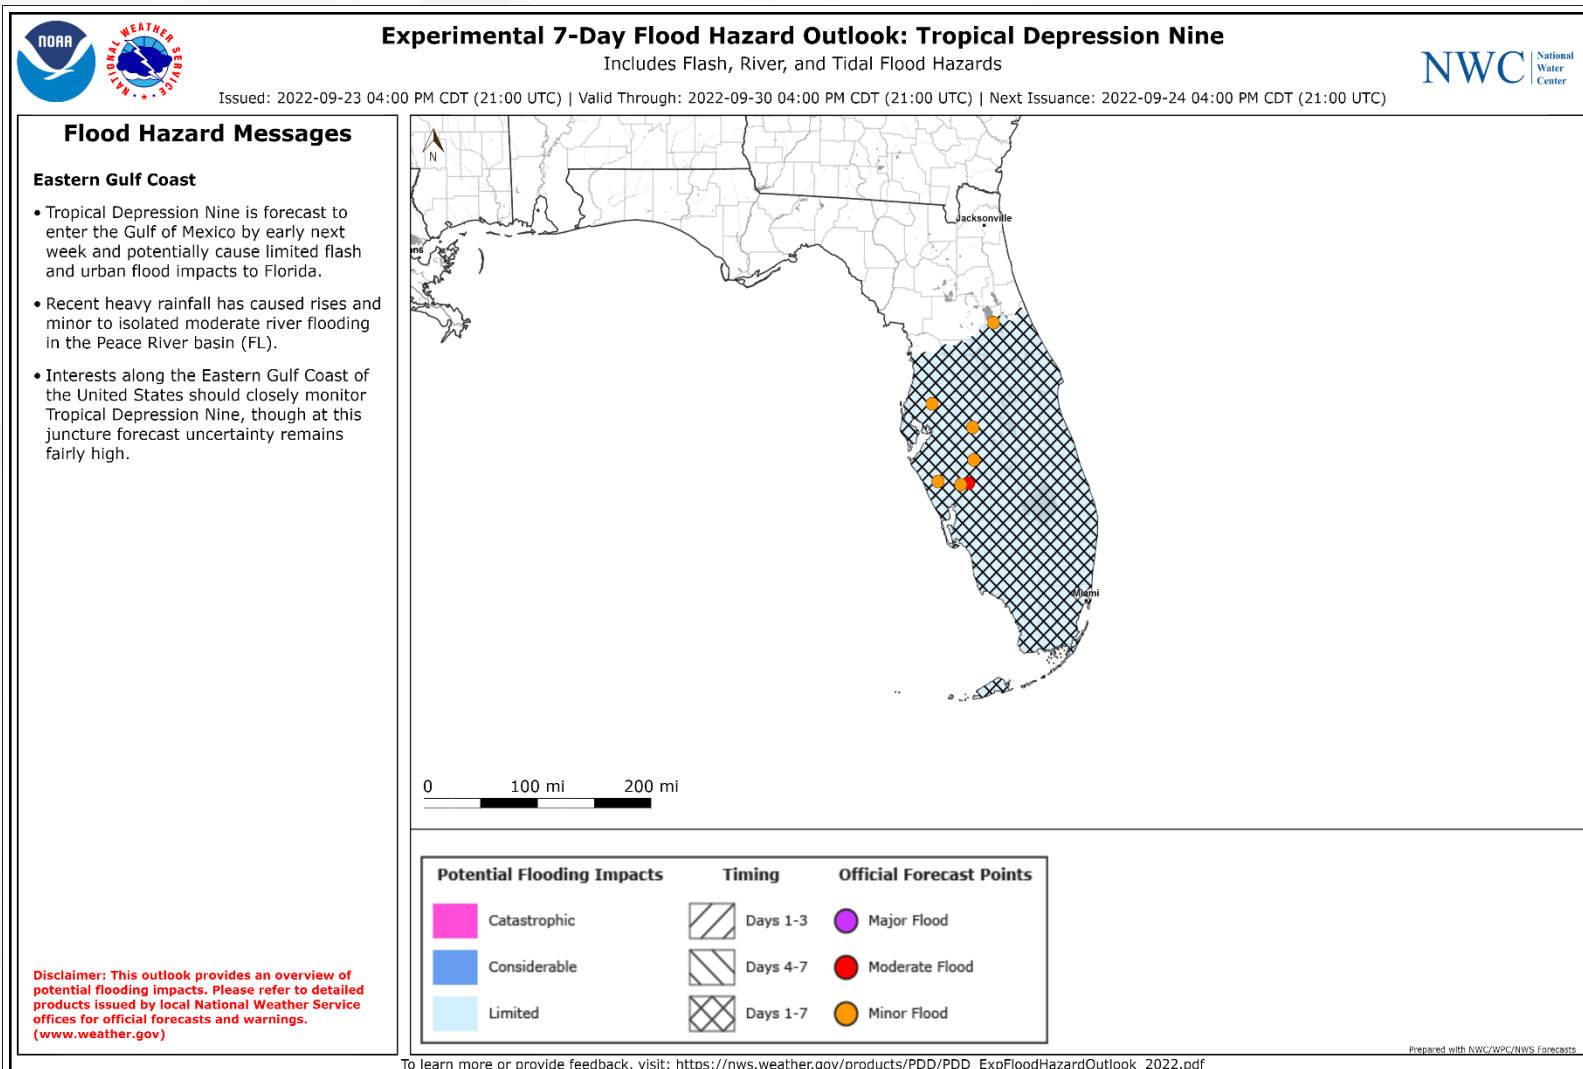 NOAA
NATIONAL WEATHER SERVICE
Experimental 7-Day Flood Hazard Outlook: Tropical Depression Nine
Includes Flash, River, and Tidal Flood Hazards
NWC
National
Water
Center
Issued: 2022-09-23 04:00 PM CDT (21:00 UTC) | Valid Through: 2022-09-30 04:00 PM CDT (21:00 UTC) | Next Issuance: 2022-09-24 04:00 PM CDT (21:00 UTC)
Flood Hazard Messages
Eastern Gulf Coast
• Tropical Depression Nine is forecast to
enter the Gulf of Mexico by early next
week and potentially cause limited flash
and urban flood impacts to Florida.
• Recent heavy rainfall has caused rises and
minor to isolated moderate river flooding
in the Peace River basin (FL).
• Interests along the Eastern Gulf Coast of
the United States should closely monitor
Tropical Depression Nine, though at this
juncture forecast uncertainty remains
fairly high.
Disclaimer: This outlook provides an overview of
potential flooding impacts. Please refer to detailed
products issued by local National Weather Service
offices for official forecasts and warnings.
(www.weather.gov)
N
Jacksonville
ans
Miami
0 100 mi 200 mi
Potential Flooding Impacts
Catastrophic
Considerable
Limited
Timing
Days 1-3
Days 4-7
Days 1-7
Official Forecast Points
Major Flood
Moderate Flood
Minor Flood
Prepared with NWC/WPC/NWS Forecasts
To learn more or provide feedback, visit: https://nws.weather.gov/products/PDD/PDD_ExpFloodHazardOutlook_2022.pdf